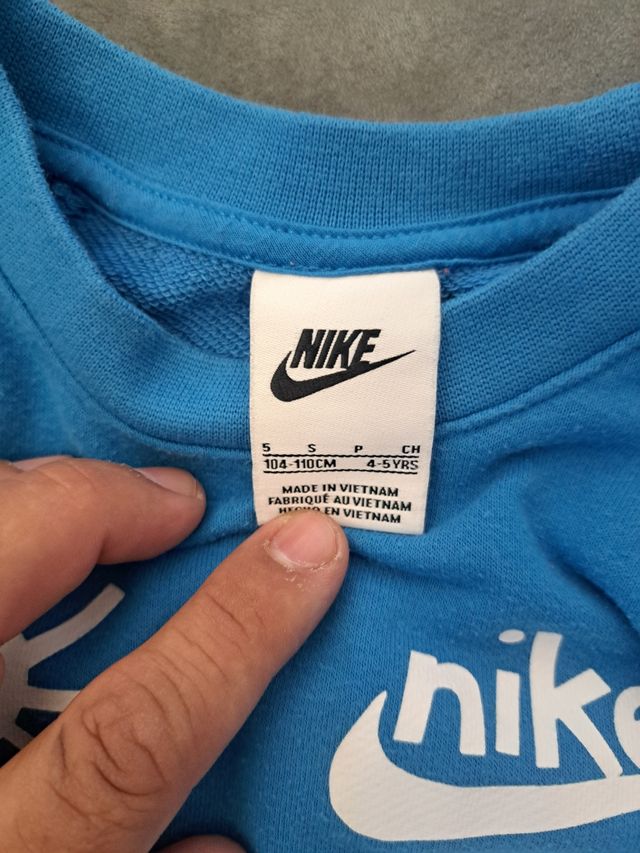 NIKE
5 S P CH
104-110CM 4-5YRS
MADE IN VIETNAM
FABRIQUÉ AU VIETNAM
HECHO EN VIETNAM
nike